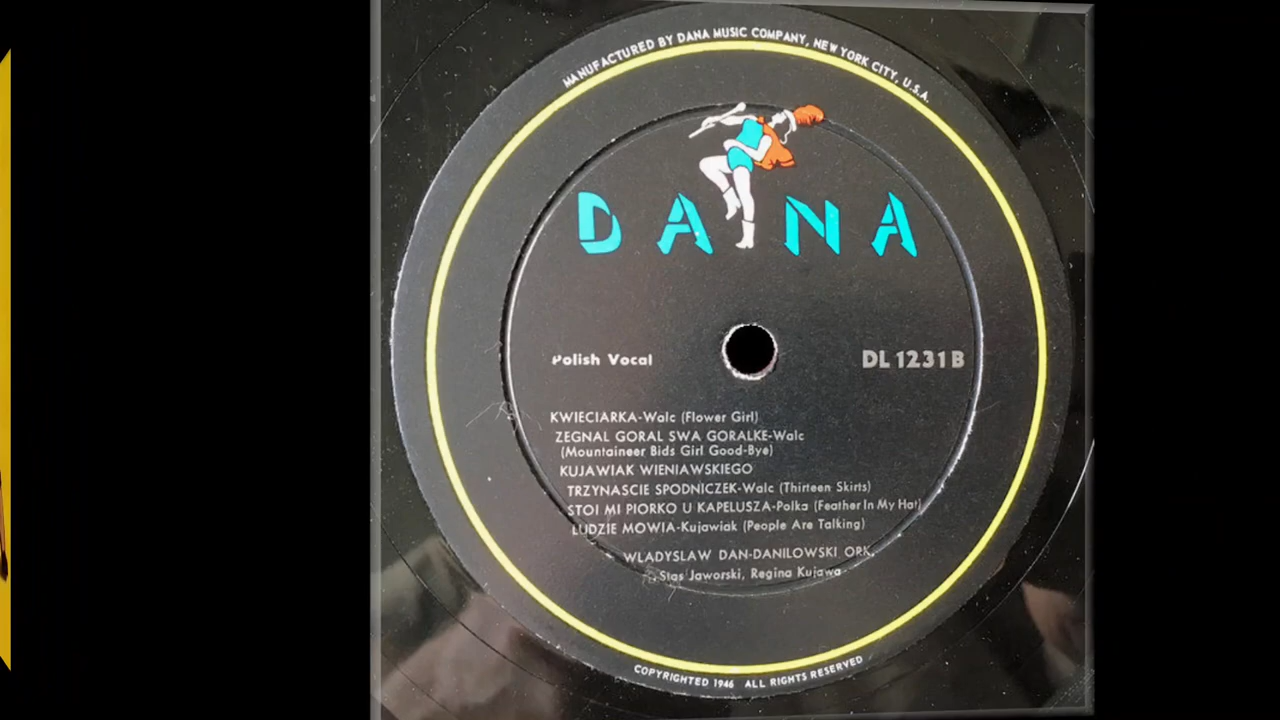 MANUFACTURED BY DANA MUSIC COMPANY, NEW YORK CITY, U.S.A.
DANA
Polish Vocal
DL 1231B
KWIECIARKA-Walc (Flower Girl)
ZEGNAL GORAL SWA GORALKE-Walc
(Mountaineer Bids Girl Good-Bye)
KUJAWIAK WIENIAWSKIEGO
TRZYNASCIE SPODNICZEK-Walc (Thirteen Skirts)
STOI MI PIORKO U KAPELUSZA-Polka (Feather In My Hat)
LUDZIE MOWIA-Kujawiak (People Are Talking)
WLADYSLAW DAN-DANILOWSKI ORK.
Stas Jaworski, Regina Kujawa
COPYRIGHTED 1946 ALL RIGHTS RESERVED